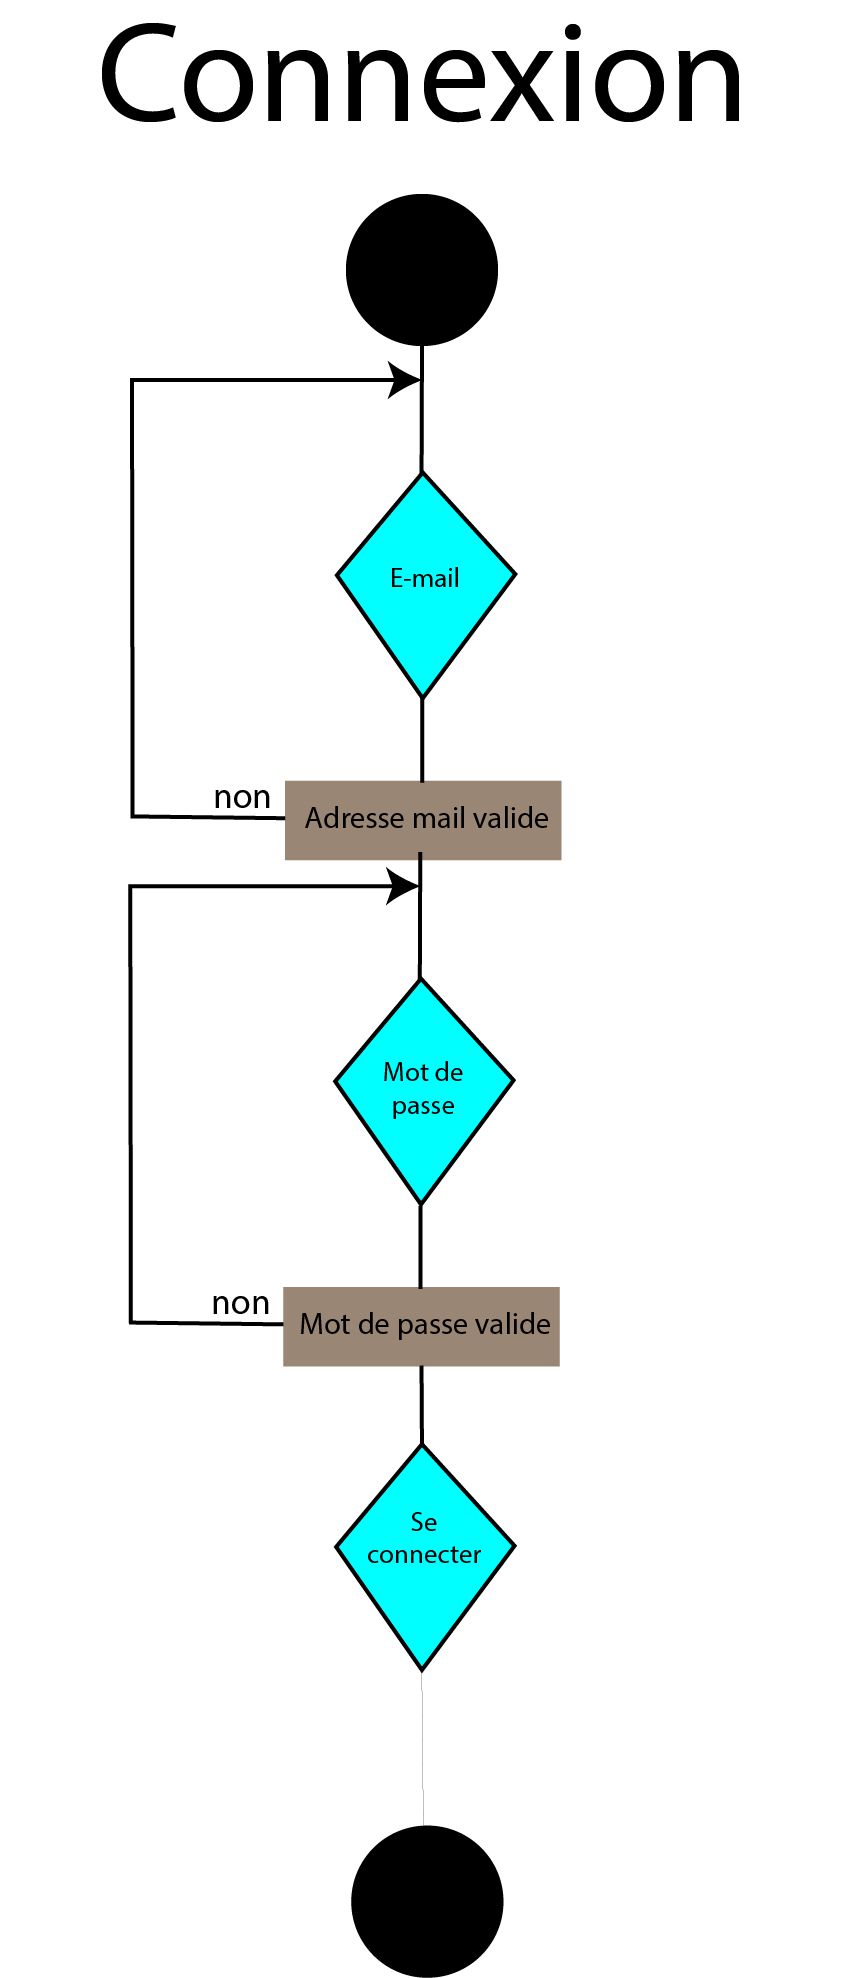 Connexion
E-mail
non
Adresse mail valide
Mot de
passe
non
Mot de passe valide
Se
connecter